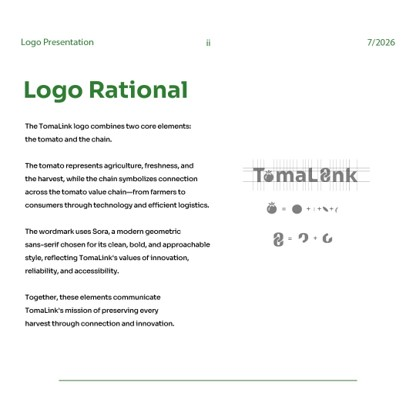 Logo Presentation
ii
7/2026
Logo Rational
The TomaLink logo combines two core elements:
the tomato and the chain.
The tomato represents agriculture, freshness, and
the harvest, while the chain symbolizes connection
across the tomato value chain—from farmers to
consumers through technology and efficient logistics.
The wordmark uses Sora, a modern geometric
sans-serif chosen for its clean, bold, and approachable
style, reflecting TomaLink's values of innovation,
reliability, and accessibility.
Together, these elements communicate
TomaLink's mission of preserving every
harvest through connection and innovation.
TomaLink
= + + +
= +